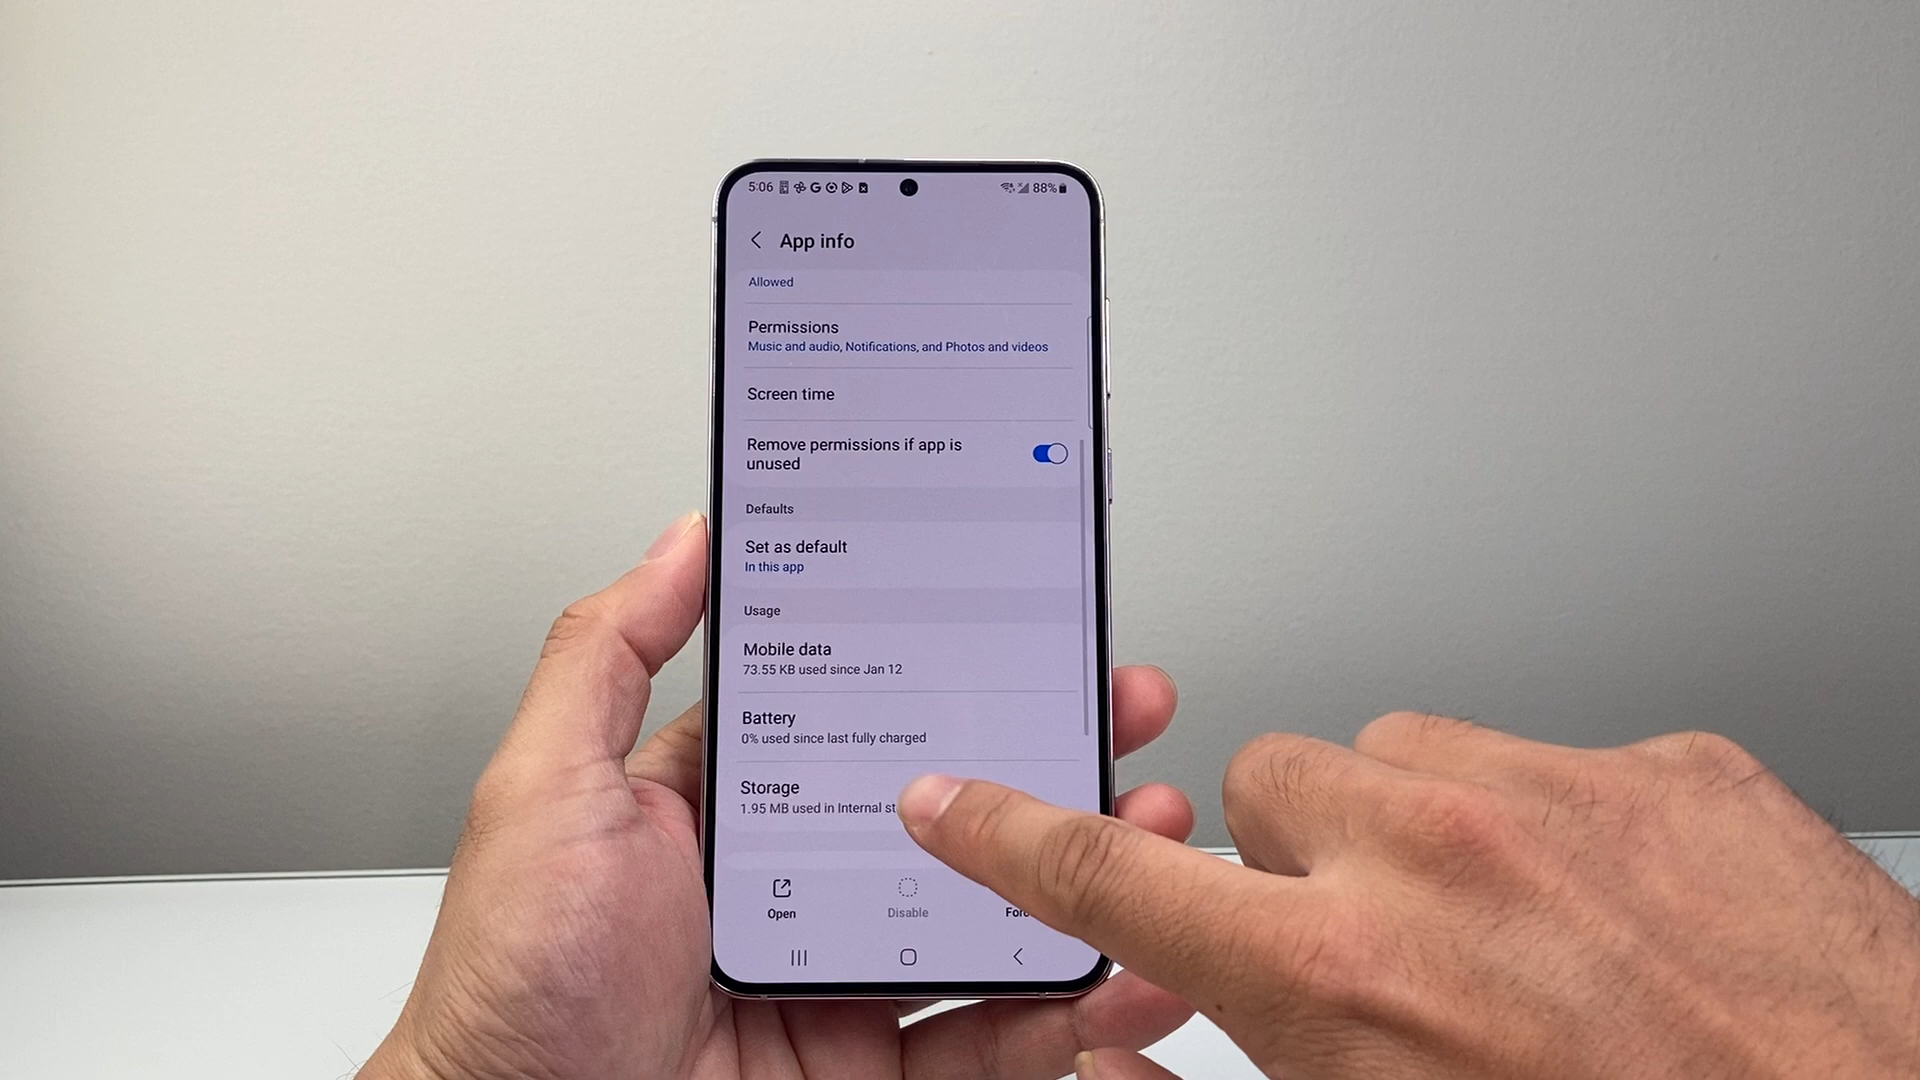 5:06
88%
App info
Allowed
Permissions
Music and audio, Notifications, and Photos and videos
Screen time
Remove permissions if app is
unused
Defaults
Set as default
In this app
Usage
Mobile data
73.55 KB used since Jan 12
Battery
0% used since last fully charged
Storage
1.95 MB used in Internal
Open
Disable